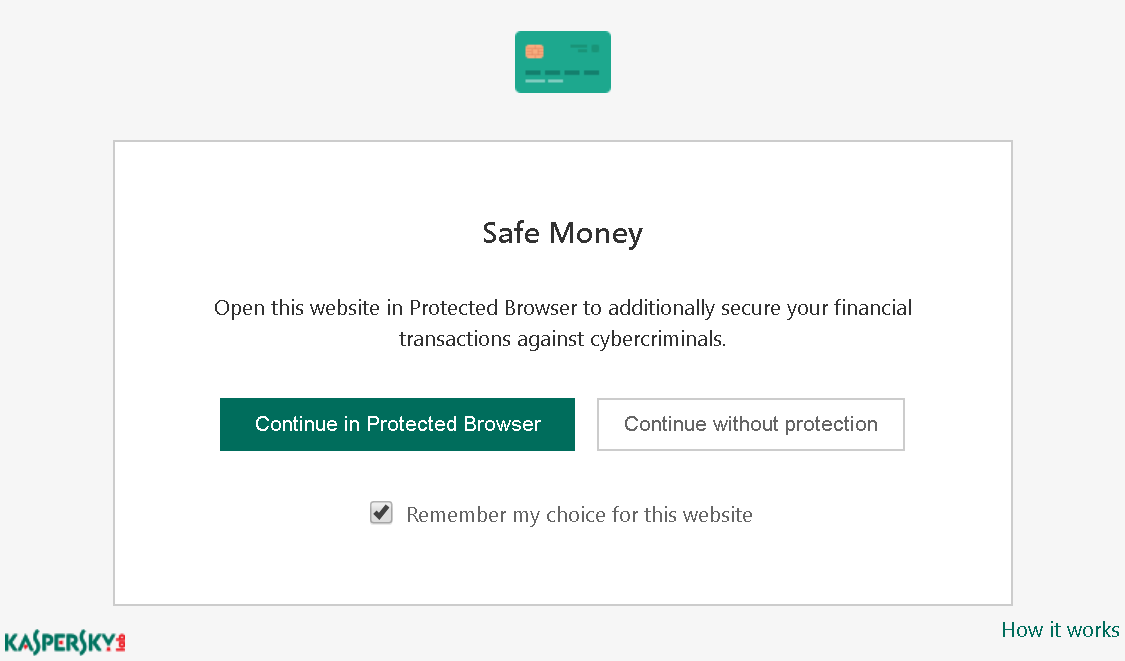 Safe Money
Open this website in Protected Browser to additionally secure your financial
transactions against cybercriminals.
Continue in Protected Browser
Continue without protection
Remember my choice for this website
How it works
KASPERSKY lab